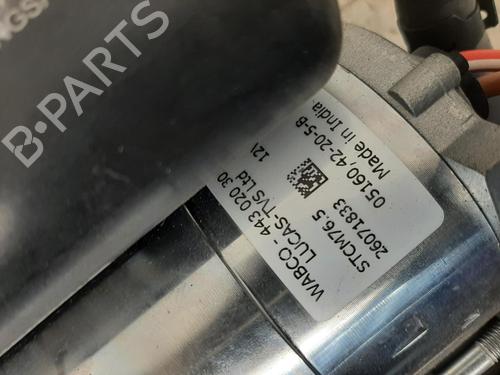 B-PARTS
WABCO - 443 020 30
LUCAS-TVS Ltd
12V
STCM76.5
26071833
05160 42-20-5-B
Made in India